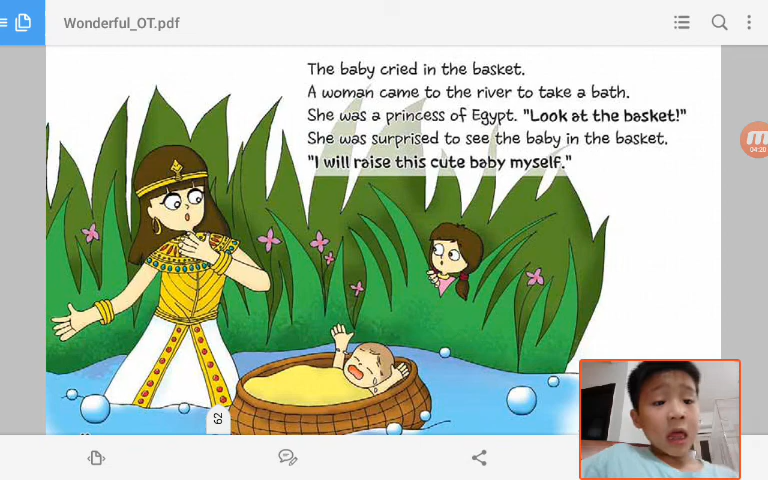 Wonderful_OT.pdf
The baby cried in the basket.
A woman came to the river to take a bath.
She was a princess of Egypt. "Look at the basket!"
She was surprised to see the baby in the basket.
"I will raise this cute baby myself."
04:20
62